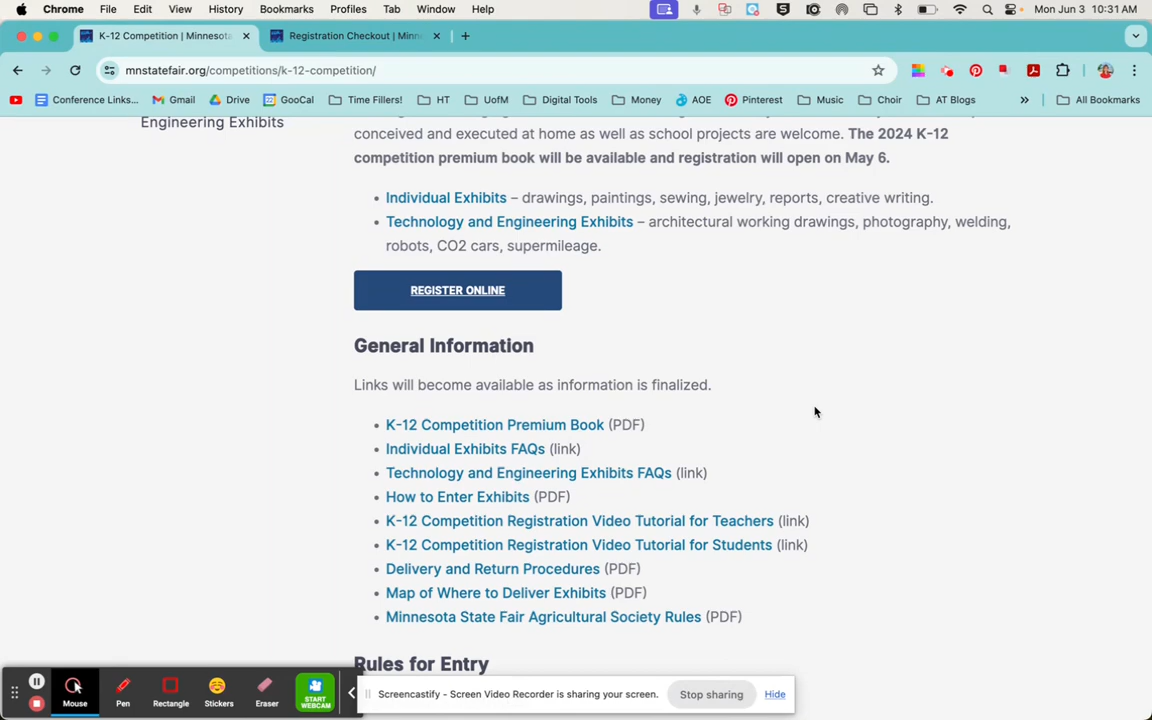 Chrome File Edit View History Bookmarks Profiles Tab Window Help Mon Jun 3 10:31 AM
K-12 Competition | Minnesota
Registration Checkout | Minn
mnstatefair.org/competitions/k-12-competition/
Conference Links... Gmail Drive GooCal Time Fillers! HT UofM Digital Tools Money AOE Pinterest Music Choir AT Blogs All Bookmarks
Engineering Exhibits
conceived and executed at home as well as school projects are welcome. The 2024 K-12
competition premium book will be available and registration will open on May 6.
• Individual Exhibits – drawings, paintings, sewing, jewelry, reports, creative writing.
• Technology and Engineering Exhibits – architectural working drawings, photography, welding,
robots, CO2 cars, supermileage.
REGISTER ONLINE
General Information
Links will become available as information is finalized.
• K-12 Competition Premium Book (PDF)
• Individual Exhibits FAQs (link)
• Technology and Engineering Exhibits FAQs (link)
• How to Enter Exhibits (PDF)
• K-12 Competition Registration Video Tutorial for Teachers (link)
• K-12 Competition Registration Video Tutorial for Students (link)
• Delivery and Return Procedures (PDF)
• Map of Where to Deliver Exhibits (PDF)
• Minnesota State Fair Agricultural Society Rules (PDF)
Rules for Entry
Mouse Pen Rectangle Stickers Eraser START WEBCAM
Screencastify - Screen Video Recorder is sharing your screen. Stop sharing Hide